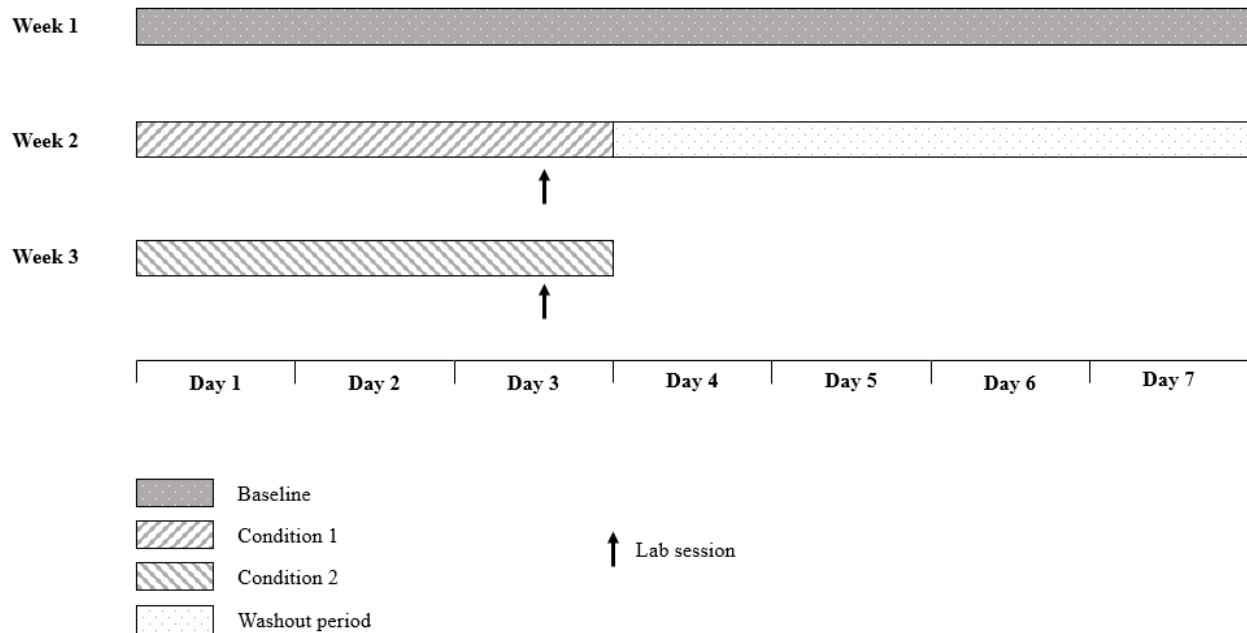 Week 1
Week 2
Week 3
Day 1 Day 2 Day 3 Day 4 Day 5 Day 6 Day 7
Baseline
Condition 1
Lab session
Condition 2
Washout period